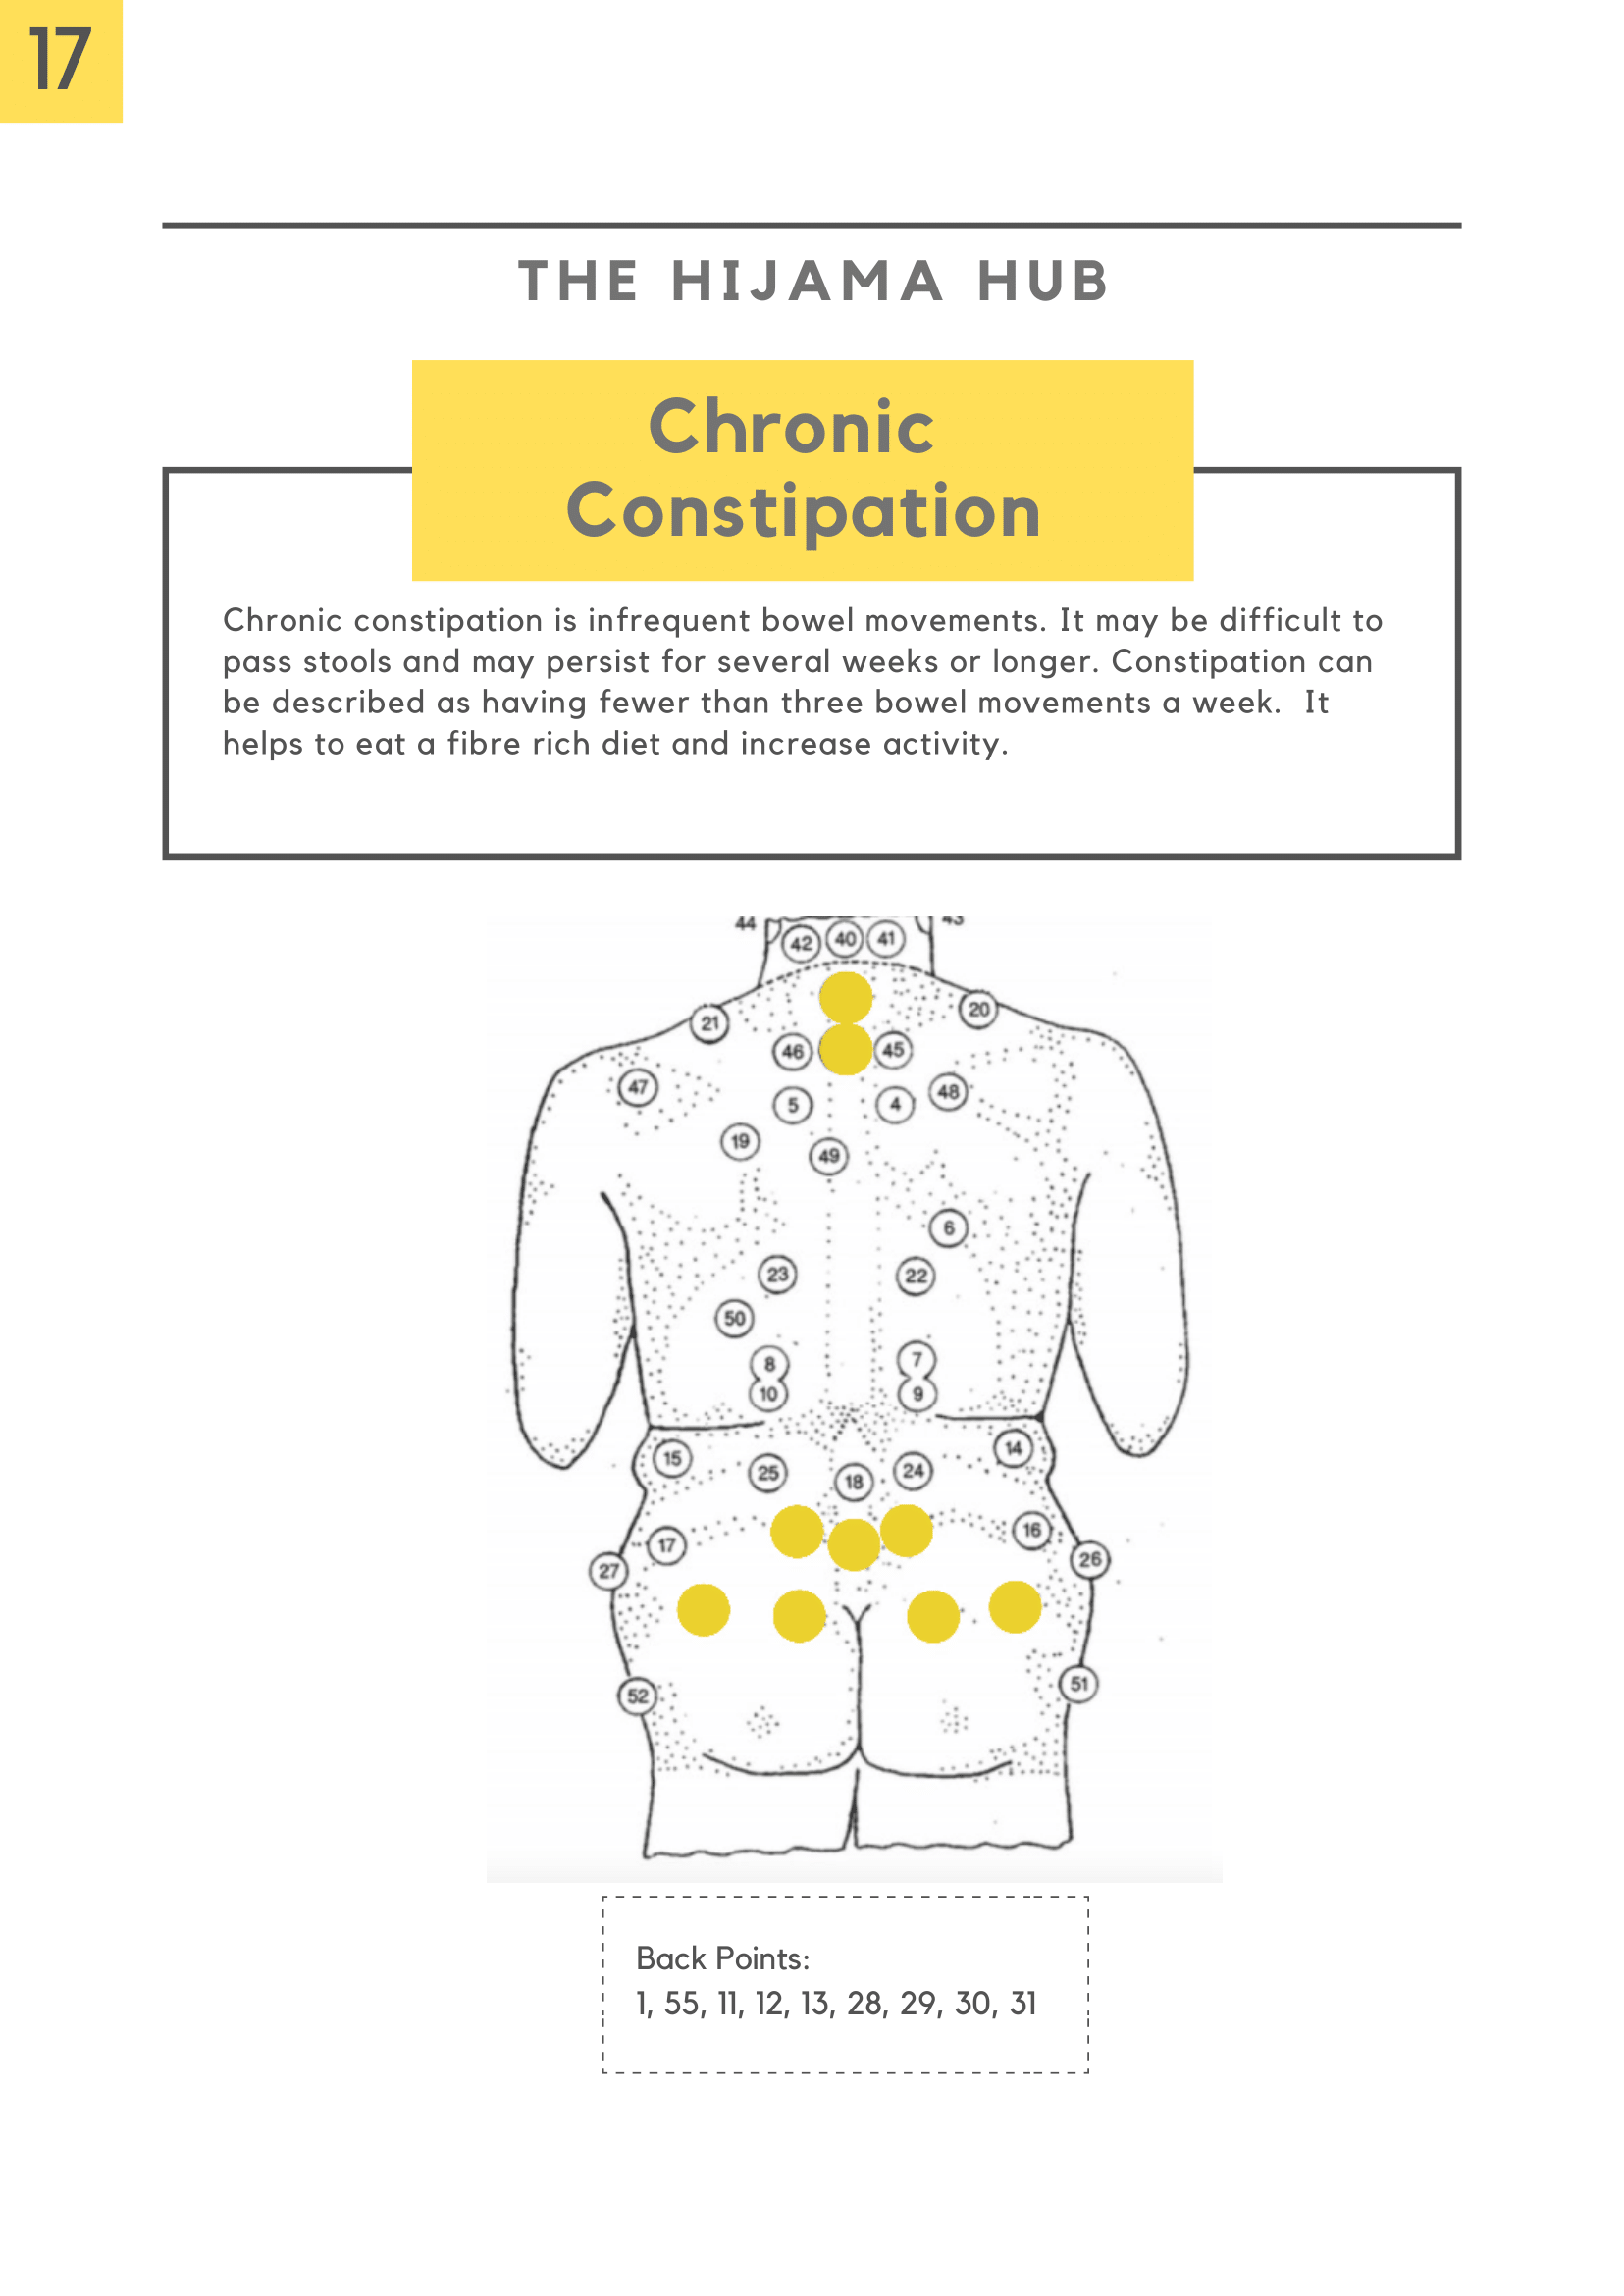 17
THE HIJAMA HUB
Chronic
Constipation
Chronic constipation is infrequent bowel movements. It may be difficult to
pass stools and may persist for several weeks or longer. Constipation can
be described as having fewer than three bowel movements a week.  It
helps to eat a fibre rich diet and increase activity.
44 42 40 41 43
21 20
46 45
47 5 4 48
19 49
6
23 22
50
8 7
10 9
15 25 18 24 14
17 16
27 26
52 51
Back Points:
1, 55, 11, 12, 13, 28, 29, 30, 31